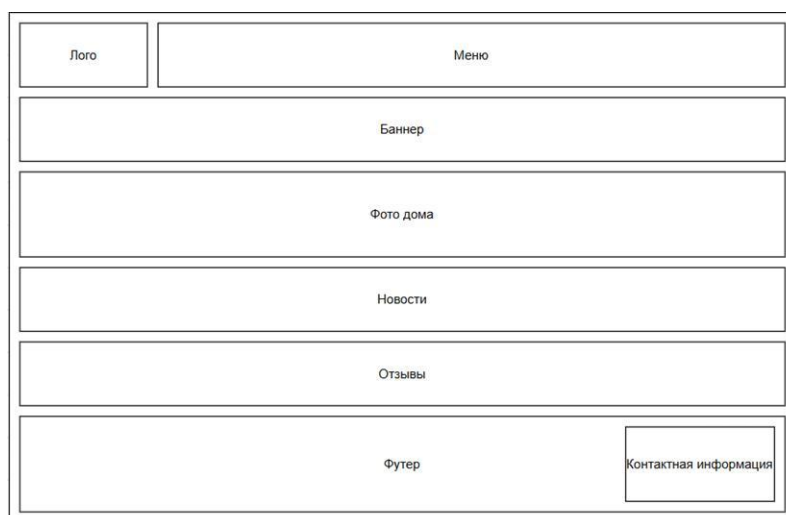 Лого
Меню
Баннер
Фото дома
Новости
Отзывы
Футер
Контактная информация